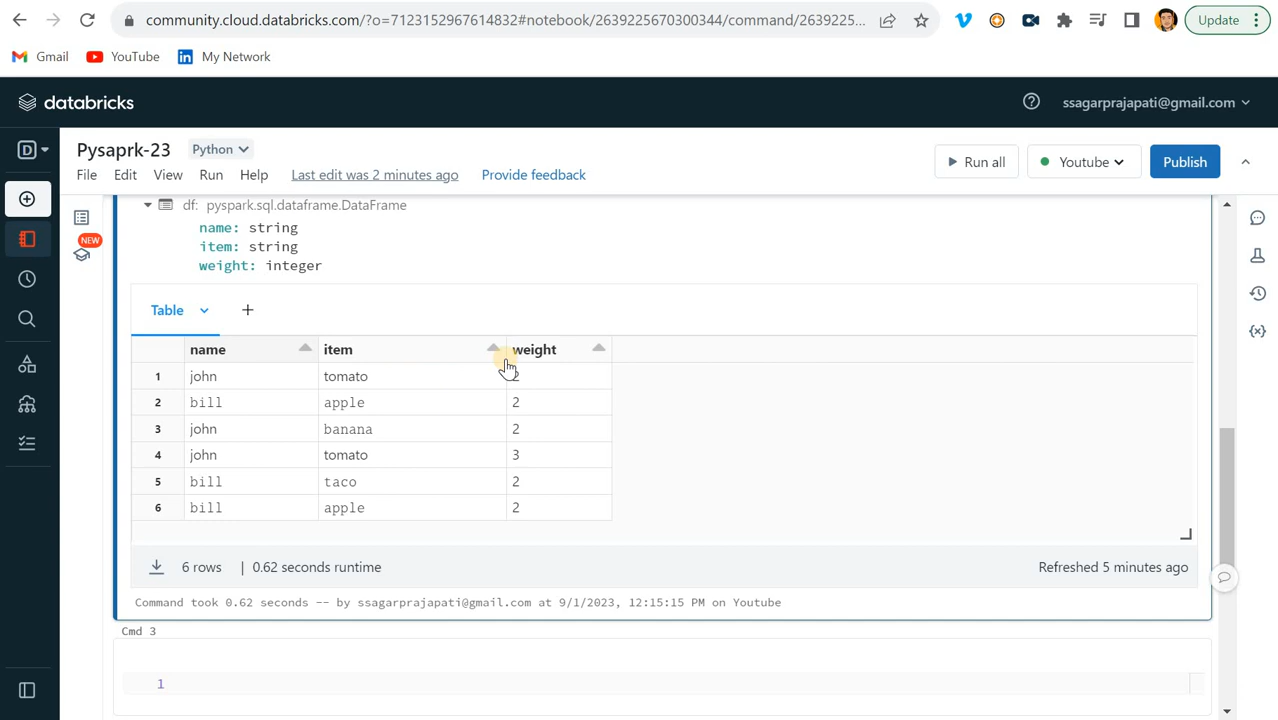 community.cloud.databricks.com/?o=7123152967614832#notebook/2639225670300344/command/263922567...
Update
Gmail YouTube My Network
databricks
ssagarprajapati@gmail.com
Pysaprk-23 Python
File Edit View Run Help Last edit was 2 minutes ago Provide feedback
Run all Youtube Publish
NEW
df: pyspark.sql.dataframe.DataFrame
name: string
item: string
weight: integer
Table +
name item weight
1 john tomato 2
2 bill apple 2
3 john banana 2
4 john tomato 3
5 bill taco 2
6 bill apple 2
6 rows | 0.62 seconds runtime Refreshed 5 minutes ago
Command took 0.62 seconds -- by ssagarprajapati@gmail.com at 9/1/2023, 12:15:15 PM on Youtube
Cmd 3
1